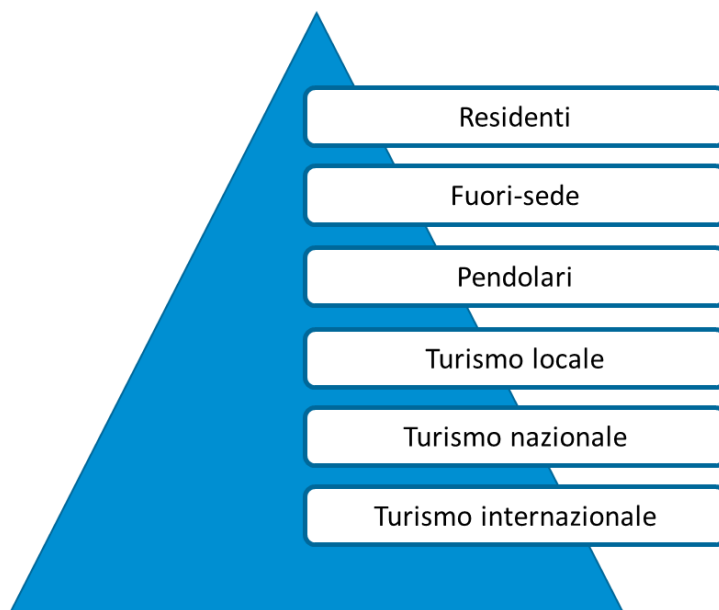 Residenti
Fuori-sede
Pendolari
Turismo locale
Turismo nazionale
Turismo internazionale